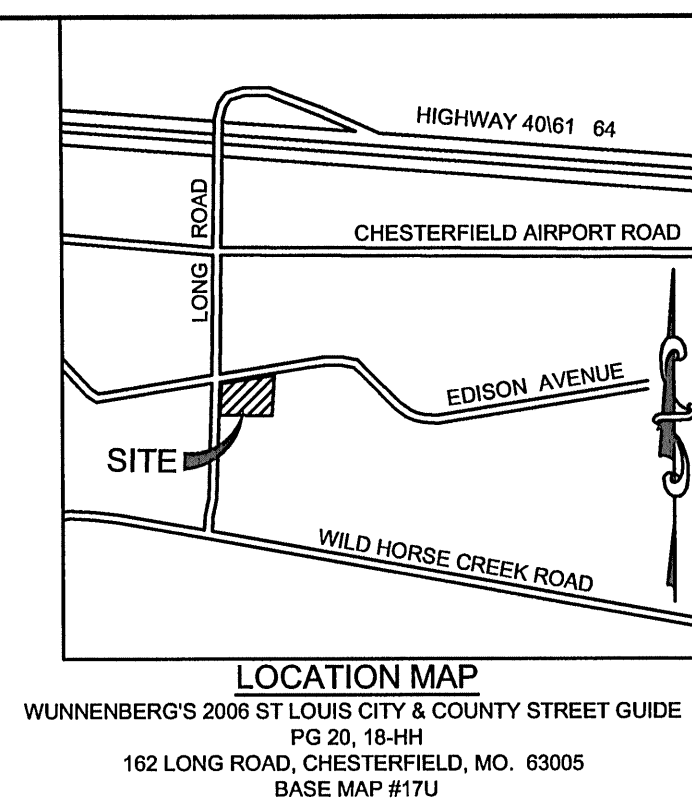 HIGHWAY 40\61 64
LONG ROAD
CHESTERFIELD AIRPORT ROAD
EDISON AVENUE
SITE
WILD HORSE CREEK ROAD
LOCATION MAP
WUNNENBERG'S 2006 ST LOUIS CITY & COUNTY STREET GUIDE
PG 20, 18-HH
162 LONG ROAD, CHESTERFIELD, MO. 63005
BASE MAP #17U